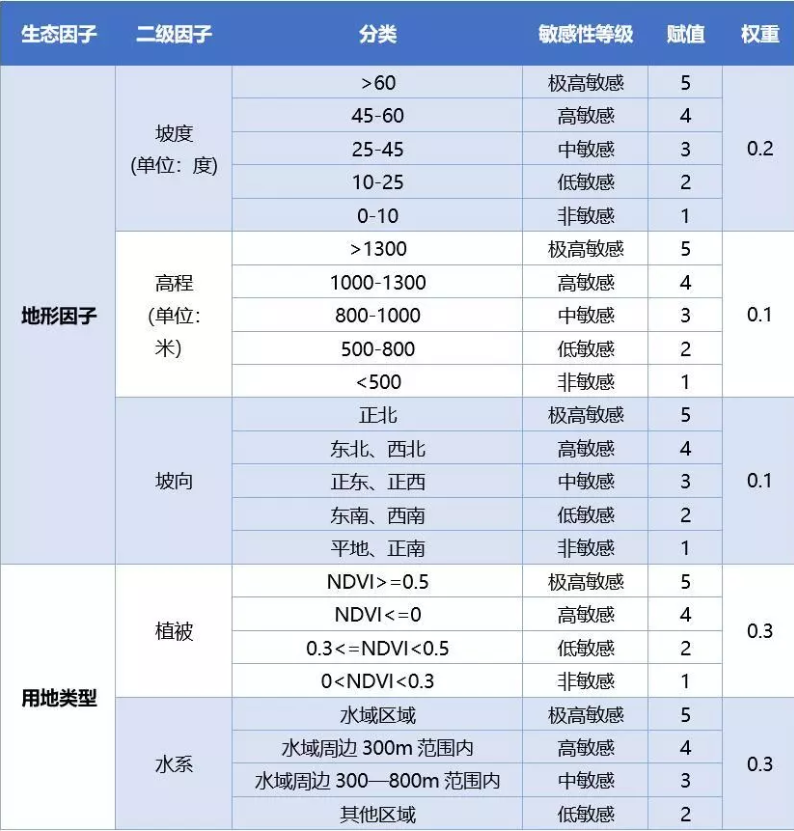 生态因子 二级因子 分类 敏感性等级 赋值 权重
地形因子
坡度
(单位：度)
>60 极高敏感 5
45-60 高敏感 4
25-45 中敏感 3
10-25 低敏感 2
0-10 非敏感 1
0.2
高程
(单位：
米)
>1300 极高敏感 5
1000-1300 高敏感 4
800-1000 中敏感 3
500-800 低敏感 2
<500 非敏感 1
0.1
坡向
正北 极高敏感 5
东北、西北 高敏感 4
正东、正西 中敏感 3
东南、西南 低敏感 2
平地、正南 非敏感 1
0.1
用地类型
植被
NDVI>=0.5 极高敏感 5
NDVI<=0 高敏感 4
0.3<=NDVI<0.5 低敏感 2
0<NDVI<0.3 非敏感 1
0.3
水系
水域区域 极高敏感 5
水域周边 300m 范围内 高敏感 4
水域周边 300—800m 范围内 中敏感 3
其他区域 低敏感 2
0.3